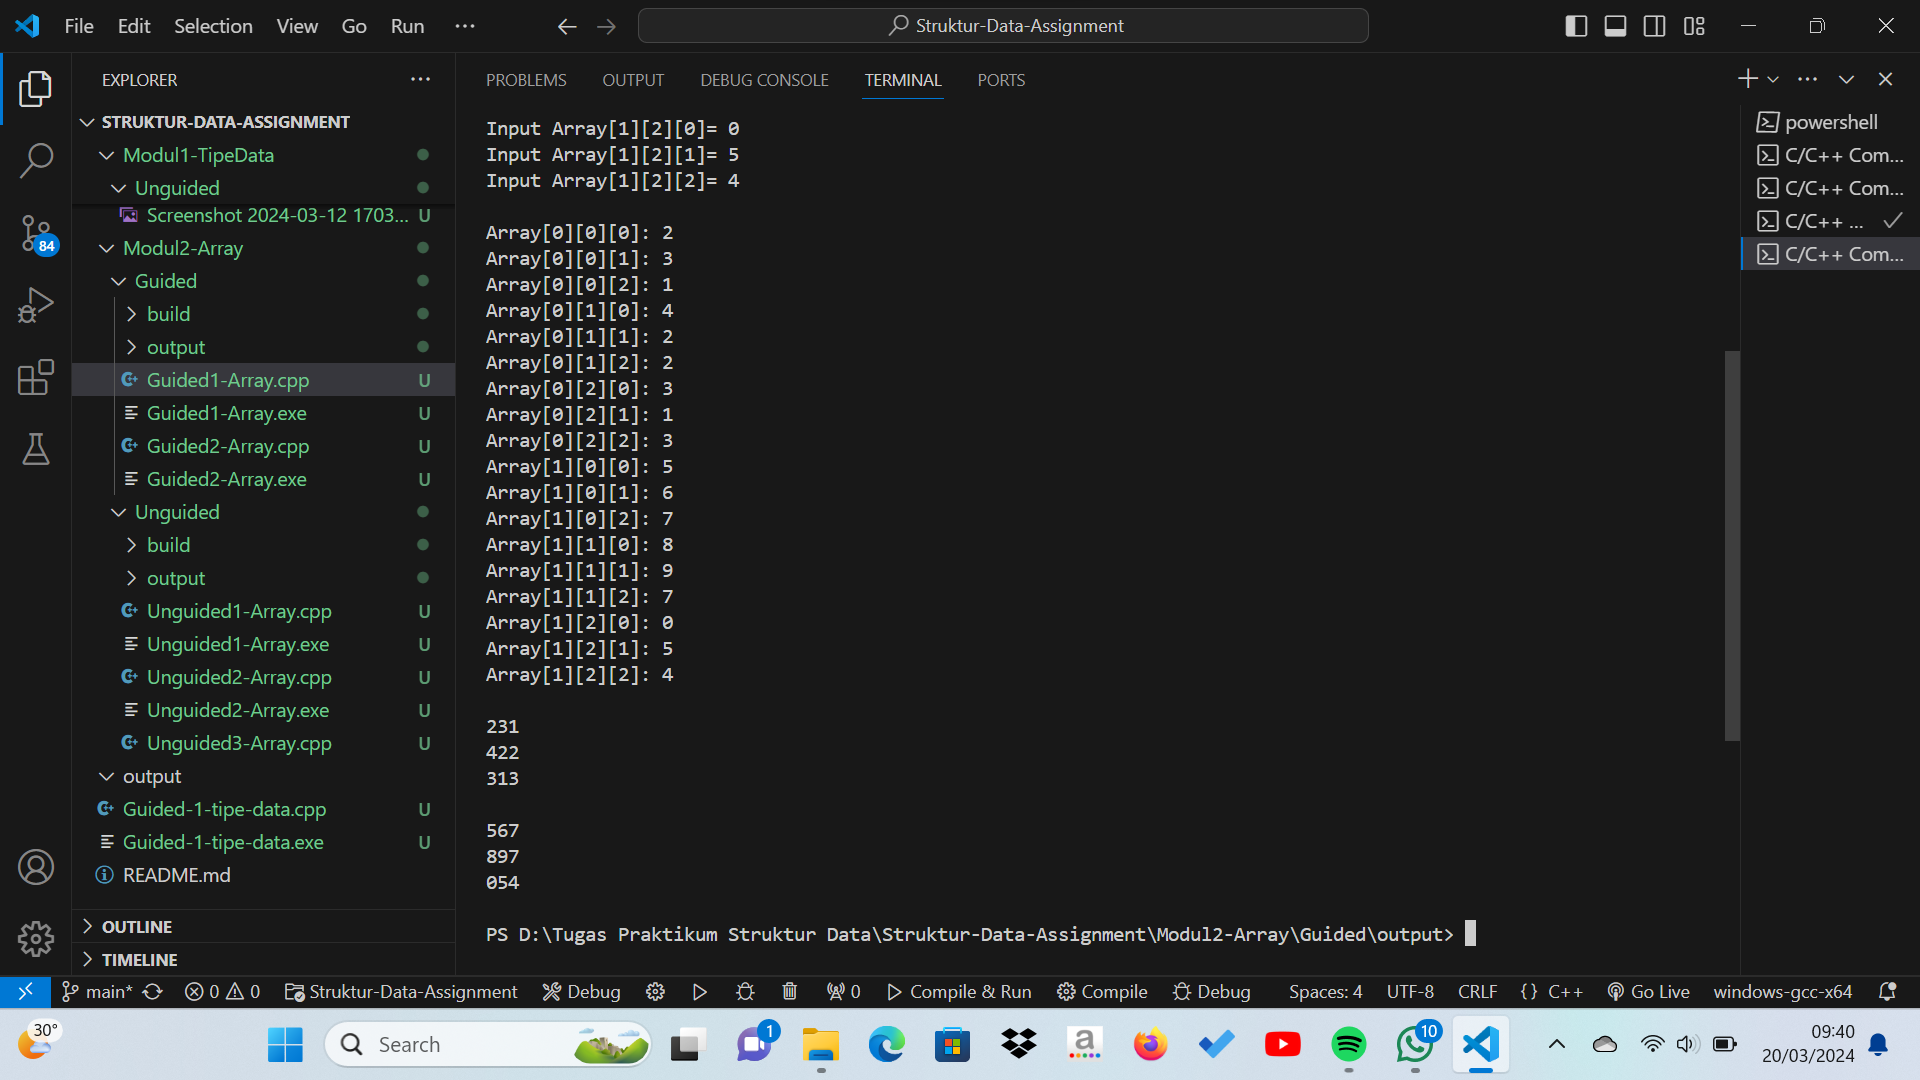 File Edit Selection View Go Run ···
Struktur-Data-Assignment
EXPLORER
STRUKTUR-DATA-ASSIGNMENT
Modul1-TipeData
Unguided
Screenshot 2024-03-12 1703... U
Modul2-Array
Guided
build
output
Guided1-Array.cpp U
Guided1-Array.exe U
Guided2-Array.cpp U
Guided2-Array.exe U
Unguided
build
output
Unguided1-Array.cpp U
Unguided1-Array.exe U
Unguided2-Array.cpp U
Unguided2-Array.exe U
Unguided3-Array.cpp U
output
Guided-1-tipe-data.cpp U
Guided-1-tipe-data.exe U
README.md
OUTLINE
TIMELINE
84
PROBLEMS OUTPUT DEBUG CONSOLE TERMINAL PORTS
Input Array[1][2][0]= 0
Input Array[1][2][1]= 5
Input Array[1][2][2]= 4
Array[0][0][0]: 2
Array[0][0][1]: 3
Array[0][0][2]: 1
Array[0][1][0]: 4
Array[0][1][1]: 2
Array[0][1][2]: 2
Array[0][2][0]: 3
Array[0][2][1]: 1
Array[0][2][2]: 3
Array[1][0][0]: 5
Array[1][0][1]: 6
Array[1][0][2]: 7
Array[1][1][0]: 8
Array[1][1][1]: 9
Array[1][1][2]: 7
Array[1][2][0]: 0
Array[1][2][1]: 5
Array[1][2][2]: 4
231
422
313
567
897
054
PS D:\Tugas Praktikum Struktur Data\Struktur-Data-Assignment\Modul2-Array\Guided\output>
powershell
C/C++ Com...
C/C++ Com...
C/C++ ...
C/C++ Com...
main* 0 0 Struktur-Data-Assignment Debug 0 Compile & Run Compile Debug Spaces: 4 UTF-8 CRLF {} C++ Go Live windows-gcc-x64
30°
Search
1
a
10
09:40
20/03/2024